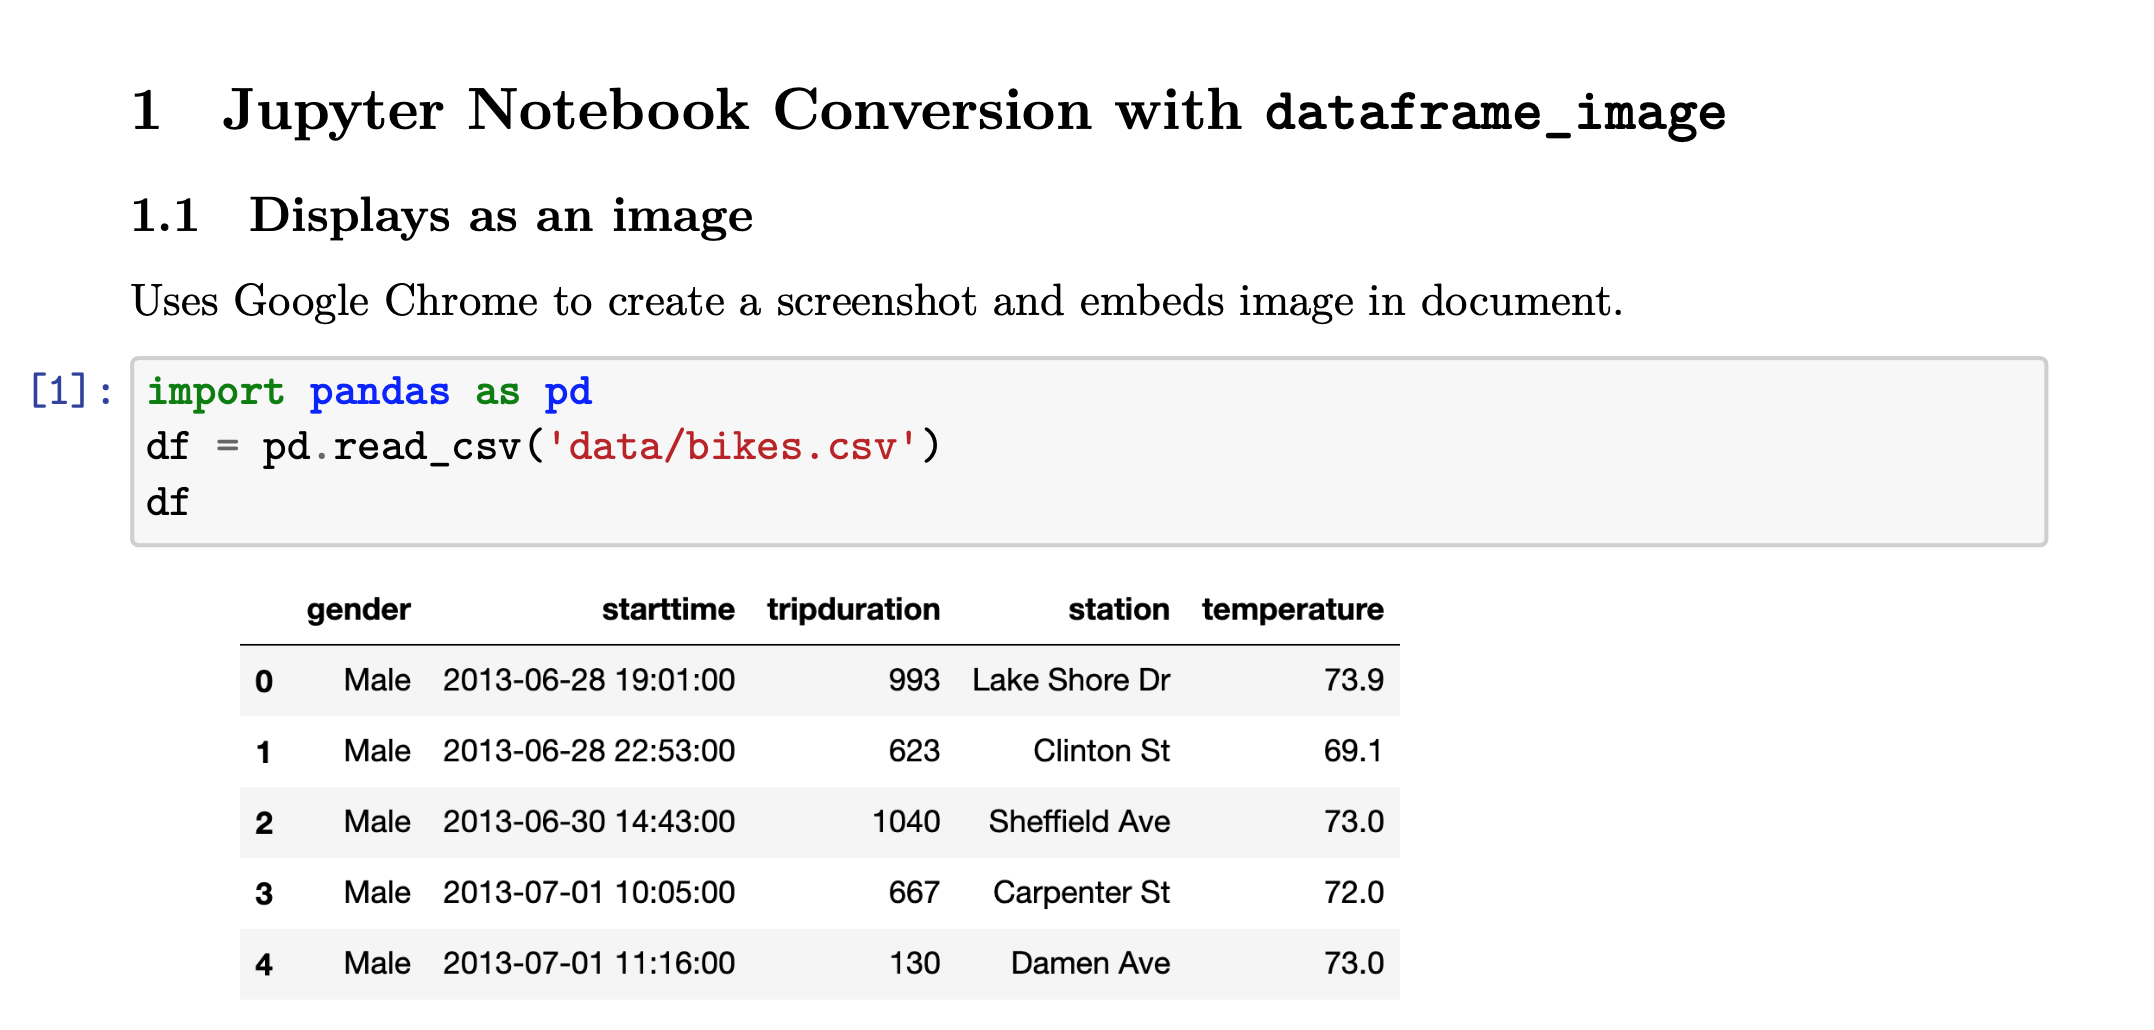 1 Jupyter Notebook Conversion with dataframe_image
1.1 Displays as an image
Uses Google Chrome to create a screenshot and embeds image in document.
[1]: import pandas as pd
df = pd.read_csv('data/bikes.csv')
df
gender starttime tripduration station temperature
0 Male 2013-06-28 19:01:00 993 Lake Shore Dr 73.9
1 Male 2013-06-28 22:53:00 623 Clinton St 69.1
2 Male 2013-06-30 14:43:00 1040 Sheffield Ave 73.0
3 Male 2013-07-01 10:05:00 667 Carpenter St 72.0
4 Male 2013-07-01 11:16:00 130 Damen Ave 73.0